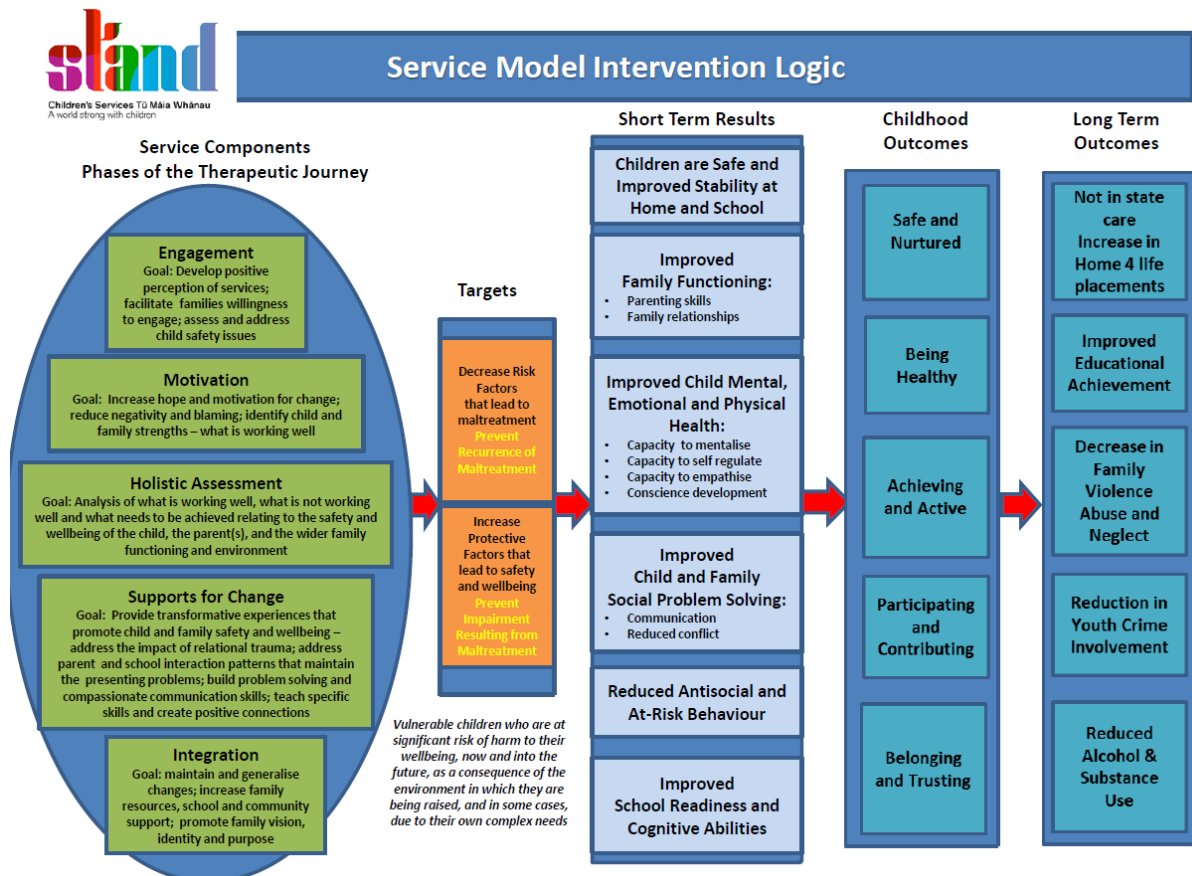 stand
Children's Services Tū Māia Whānau
A world strong with children
Service Model Intervention Logic
Service Components
Phases of the Therapeutic Journey
Engagement
Goal: Develop positive
perception of services;
facilitate families willingness
to engage; assess and address
child safety issues
Motivation
Goal: Increase hope and motivation for change;
reduce negativity and blaming; identify child and
family strengths – what is working well
Holistic Assessment
Goal: Analysis of what is working well, what is not working
well and what needs to be achieved relating to the safety and
wellbeing of the child, the parent(s), and the wider family
functioning and environment
Supports for Change
Goal: Provide transformative experiences that
promote child and family safety and wellbeing –
address the impact of relational trauma; address
parent and school interaction patterns that maintain
the presenting problems; build problem solving and
compassionate communication skills; teach specific
skills and create positive connections
Integration
Goal: maintain and generalise
changes; increase family
resources, school and community
support; promote family vision,
identity and purpose
Targets
Decrease Risk
Factors
that lead to
maltreatment
Prevent
Recurrence of
Maltreatment
Increase
Protective
Factors that
lead to safety
and wellbeing
Prevent
Impairment
Resulting from
Maltreatment
Vulnerable children who are at
significant risk of harm to their
wellbeing, now and into the
future, as a consequence of the
environment in which they are
being raised, and in some cases,
due to their own complex needs
Short Term Results
Children are Safe and
Improved Stability at
Home and School
Improved
Family Functioning:
• Parenting skills
• Family relationships
Improved Child Mental,
Emotional and Physical
Health:
• Capacity to mentalise
• Capacity to self regulate
• Capacity to empathise
• Conscience development
Improved
Child and Family
Social Problem Solving:
• Communication
• Reduced conflict
Reduced Antisocial and
At-Risk Behaviour
Improved
School Readiness and
Cognitive Abilities
Childhood
Outcomes
Safe and
Nurtured
Being
Healthy
Achieving
and Active
Participating
and
Contributing
Belonging
and Trusting
Long Term
Outcomes
Not in state
care
Increase in
Home 4 life
placements
Improved
Educational
Achievement
Decrease in
Family
Violence
Abuse and
Neglect
Reduction in
Youth Crime
Involvement
Reduced
Alcohol &
Substance
Use